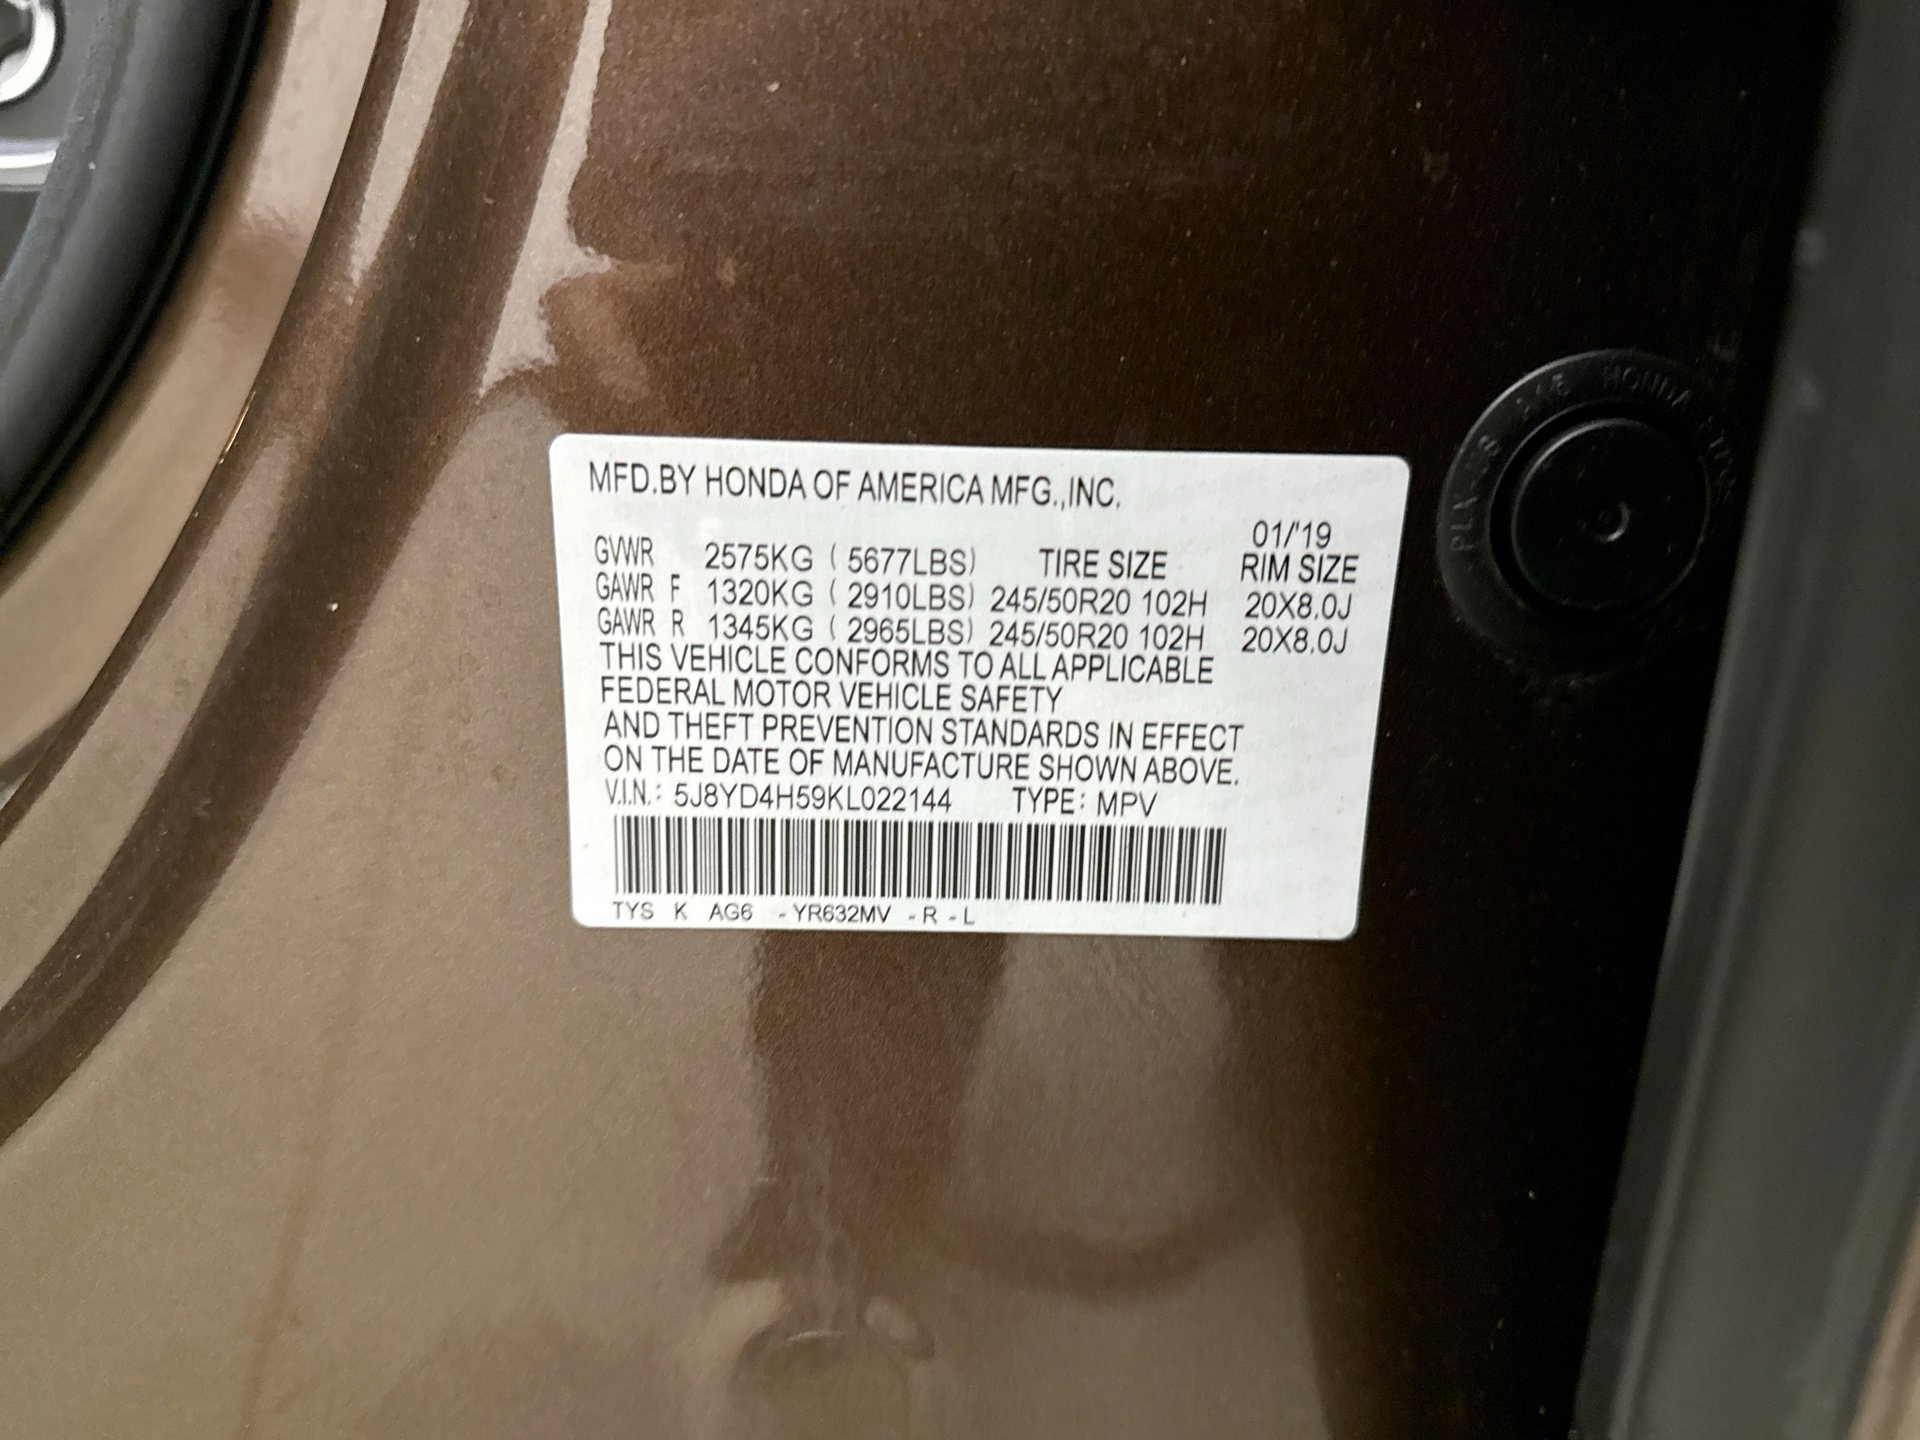 MFD.BY HONDA OF AMERICA MFG.,INC.
01/'19
GVWR 2575KG ( 5677LBS) TIRE SIZE RIM SIZE
GAWR F 1320KG ( 2910LBS) 245/50R20 102H 20X8.0J
GAWR R 1345KG ( 2965LBS) 245/50R20 102H 20X8.0J
THIS VEHICLE CONFORMS TO ALL APPLICABLE
FEDERAL MOTOR VEHICLE SAFETY
AND THEFT PREVENTION STANDARDS IN EFFECT
ON THE DATE OF MANUFACTURE SHOWN ABOVE.
V.I.N.: 5J8YD4H59KL022144 TYPE: MPV
TYS K AG6 -YR632MV -R -L
HONDA